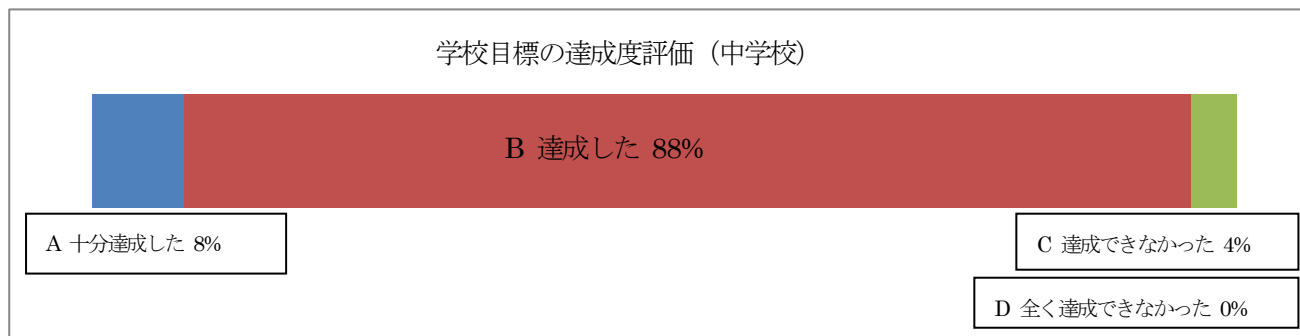 学校目標の達成度評価（中学校）
B 達成した 88%
A 十分達成した 8%
C 達成できなかった 4%
D 全く達成できなかった 0%